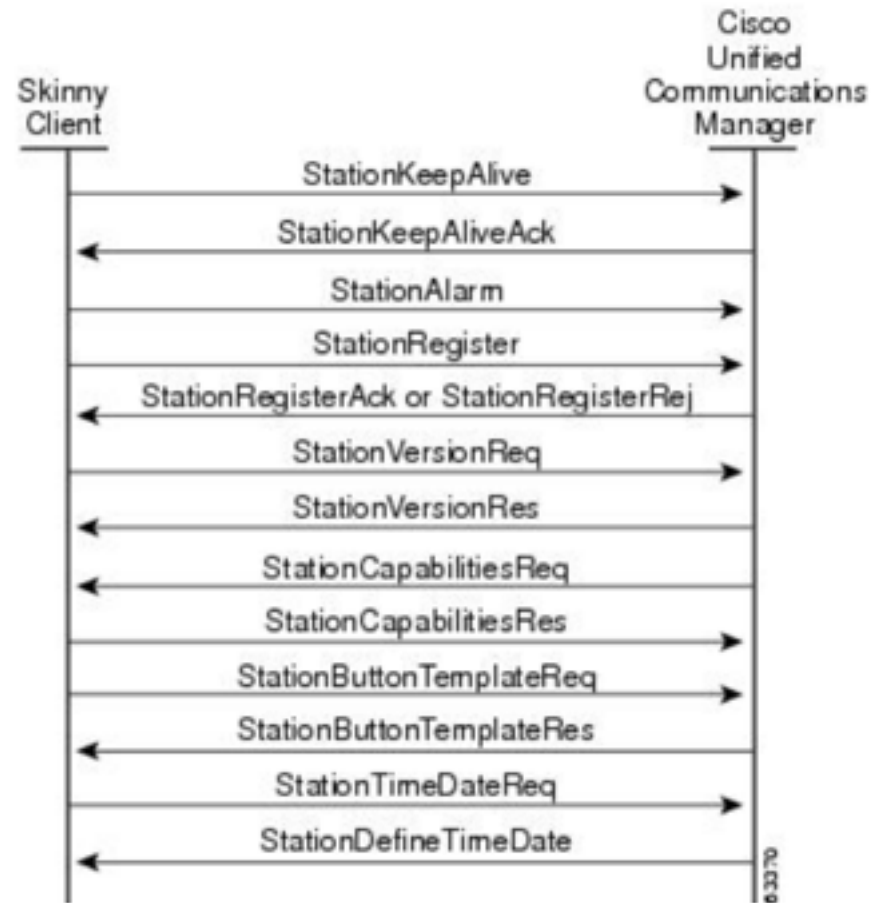 Cisco
Unified
Communications
Manager
Skinny
Client
StationKeepAlive
StationKeepAliveAck
StationAlarm
StationRegister
StationRegisterAck or StationRegisterRej
StationVersionReq
StationVersionRes
StationCapabilitiesReq
StationCapabilitiesRes
StationButtonTemplateReq
StationButtonTemplateRes
StationTimeDateReq
StationDefineTimeDate
63370